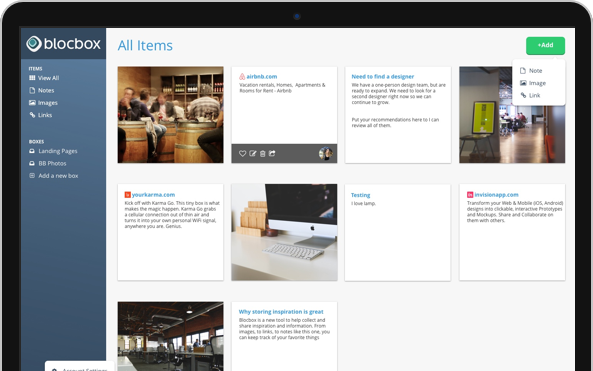 blocbox
All Items
+Add
Note
Image
Link
ITEMS
View All
Notes
Images
Links
BOXES
Landing Pages
BB Photos
Add a new box
airbnb.com
Vacation rentals, Homes, Apartments &
Rooms for Rent - Airbnb
Need to find a designer
We have a one-person design team, but are
ready to expand. We need to look for a
second designer right now so we can
continue to grow.
Put your recommendations here to I can
review all of them.
yourkarma.com
Kick off with Karma Go. This tiny box is what
makes the magic happen. Karma Go grabs
a cellular connection out of thin air and
turns it into your own personal WiFi signal,
anywhere you are. Genius.
Testing
I love lamp.
invisionapp.com
Transform your Web & Mobile (iOS, Android)
designs into clickable, interactive Prototypes
and Mockups. Share and Collaborate on
them with others.
Why storing inspiration is great
Blocbox is a new tool to help collect and
share inspiration and information. From
images, to links, to notes like this one, you
can keep track of your favorite things
Account Settings